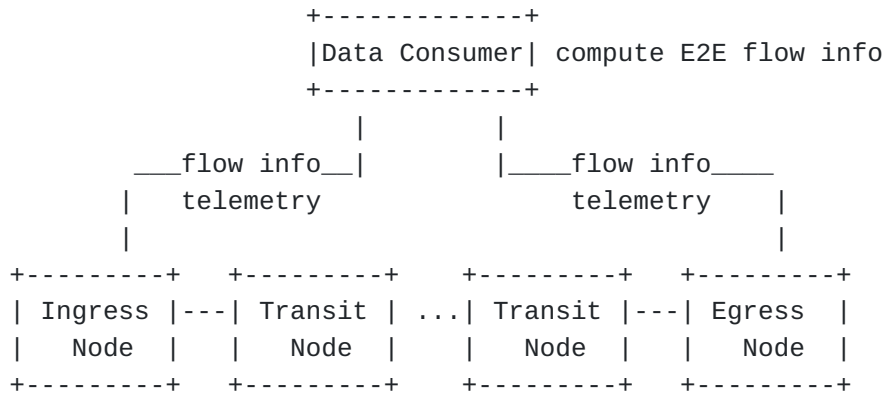 Data Consumer compute E2E flow info
flow info flow info
telemetry telemetry
Ingress --- Transit ... Transit --- Egress
Node Node Node Node